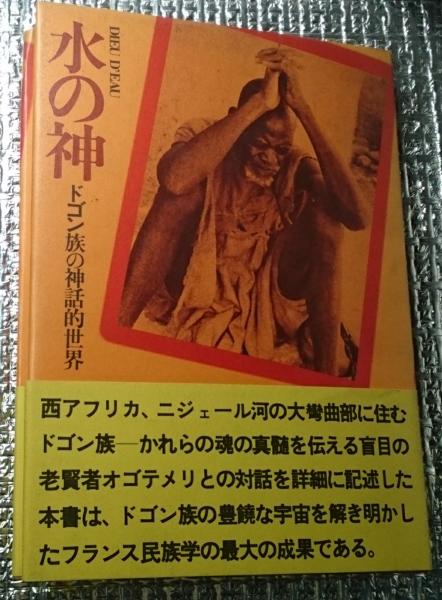 水の神
DIEU D'EAU
ドゴン族の神話的世界
西アフリカ、ニジェール河の大彎曲部に住む
ドゴン族—かれらの魂の真髄を伝える盲目の
老賢者オゴテメリとの対話を詳細に記述した
本書は、ドゴン族の豊饒な宇宙を解き明かし
たフランス民族学の最大の成果である。